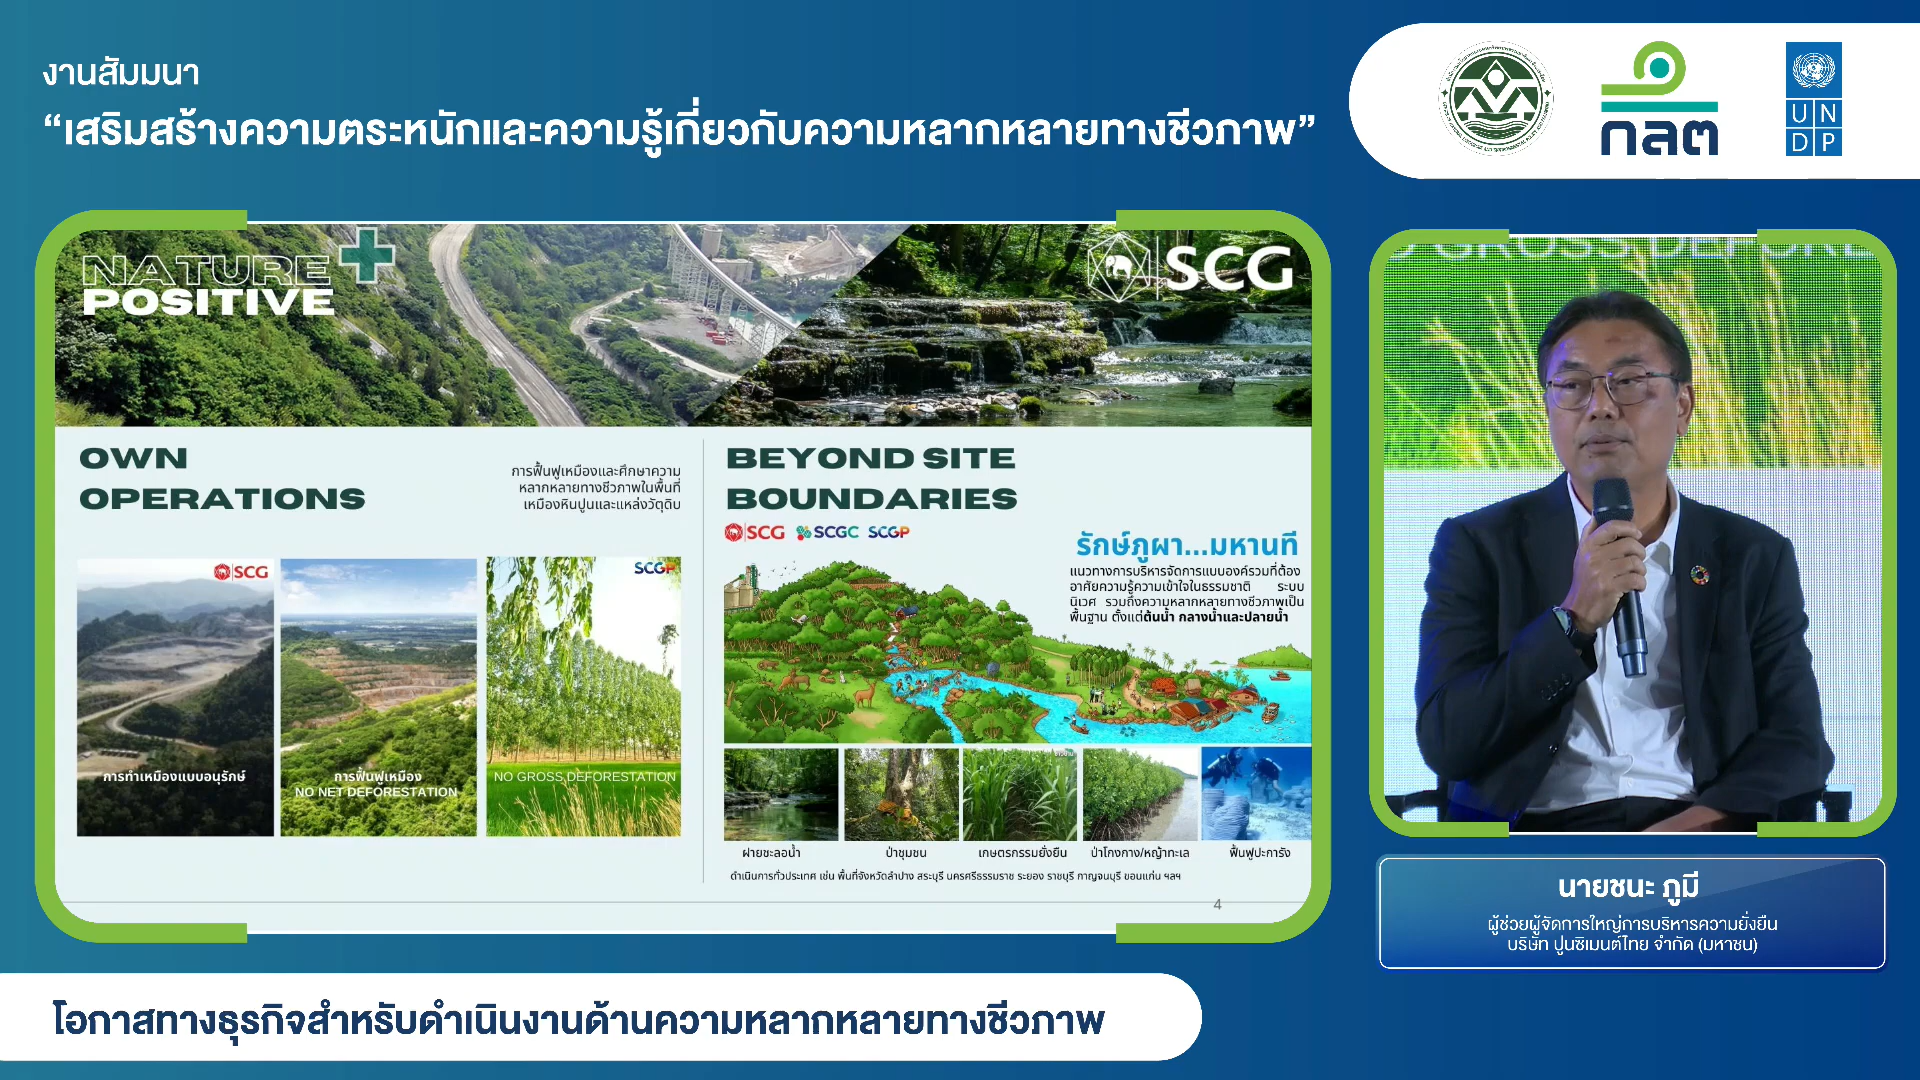 งานสัมมนา
“เสริมสร้างความตระหนักและความรู้เกี่ยวกับความหลากหลายทางชีวภาพ”
กลต
UN
DP
NATURE
POSITIVE
SCG
OWN
OPERATIONS
การฟื้นฟูเหมืองและศึกษาความ
หลากหลายทางชีวภาพในพื้นที่
เหมืองหินปูนและแหล่งวัตถุดิบ
SCG
SCGP
การทำเหมืองแบบอนุรักษ์
การฟื้นฟูเหมือง
NO NET DEFORESTATION
NO GROSS DEFORESTATION
BEYOND SITE
BOUNDARIES
SCG SCGC SCGP
รักษ์ภูผา...มหานที
แนวทางการบริหารจัดการแบบองค์รวมที่ต้อง
อาศัยความรู้ความเข้าใจในธรรมชาติ ระบบ
นิเวศ รวมถึงความหลากหลายทางชีวภาพเป็น
พื้นฐาน ตั้งแต่ต้นน้ำ กลางน้ำและปลายน้ำ
ฝายชะลอน้ำ
ป่าชุมชน
เกษตรกรรมยั่งยืน
ป่าโกงกาง/หญ้าทะเล
ฟื้นฟูปะการัง
ดำเนินการทั่วประเทศ เช่น พื้นที่จังหวัดลำปาง สระบุรี นครศรีธรรมราช ระยอง ราชบุรี กาญจนบุรี ขอนแก่น ฯลฯ
4
GROSS DEFORE
นายชนะ ภูมี
ผู้ช่วยผู้จัดการใหญ่การบริหารความยั่งยืน
บริษัท ปูนซิเมนต์ไทย จำกัด (มหาชน)
โอกาสทางธุรกิจสำหรับดำเนินงานด้านความหลากหลายทางชีวภาพ